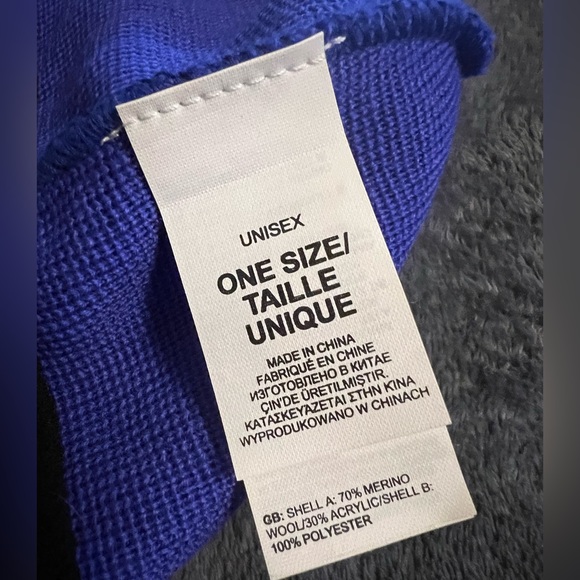 UNISEX
ONE SIZE/
TAILLE
UNIQUE
MADE IN CHINA
FABRIQUÉ EN CHINE
ИЗГОТОВЛЕНО В КИТАЕ
ÇİN'DE ÜRETILMIŞTIR.
ΚΑΤΑΣΚΕΥΑΖΕΤΑΙ ΣΤΗΝ ΚΙΝΑ
WYPRODUKOWANO W CHINACH
GB: SHELL A: 70% MERINO
WOOL/30% ACRYLIC/SHELL B:
100% POLYESTER